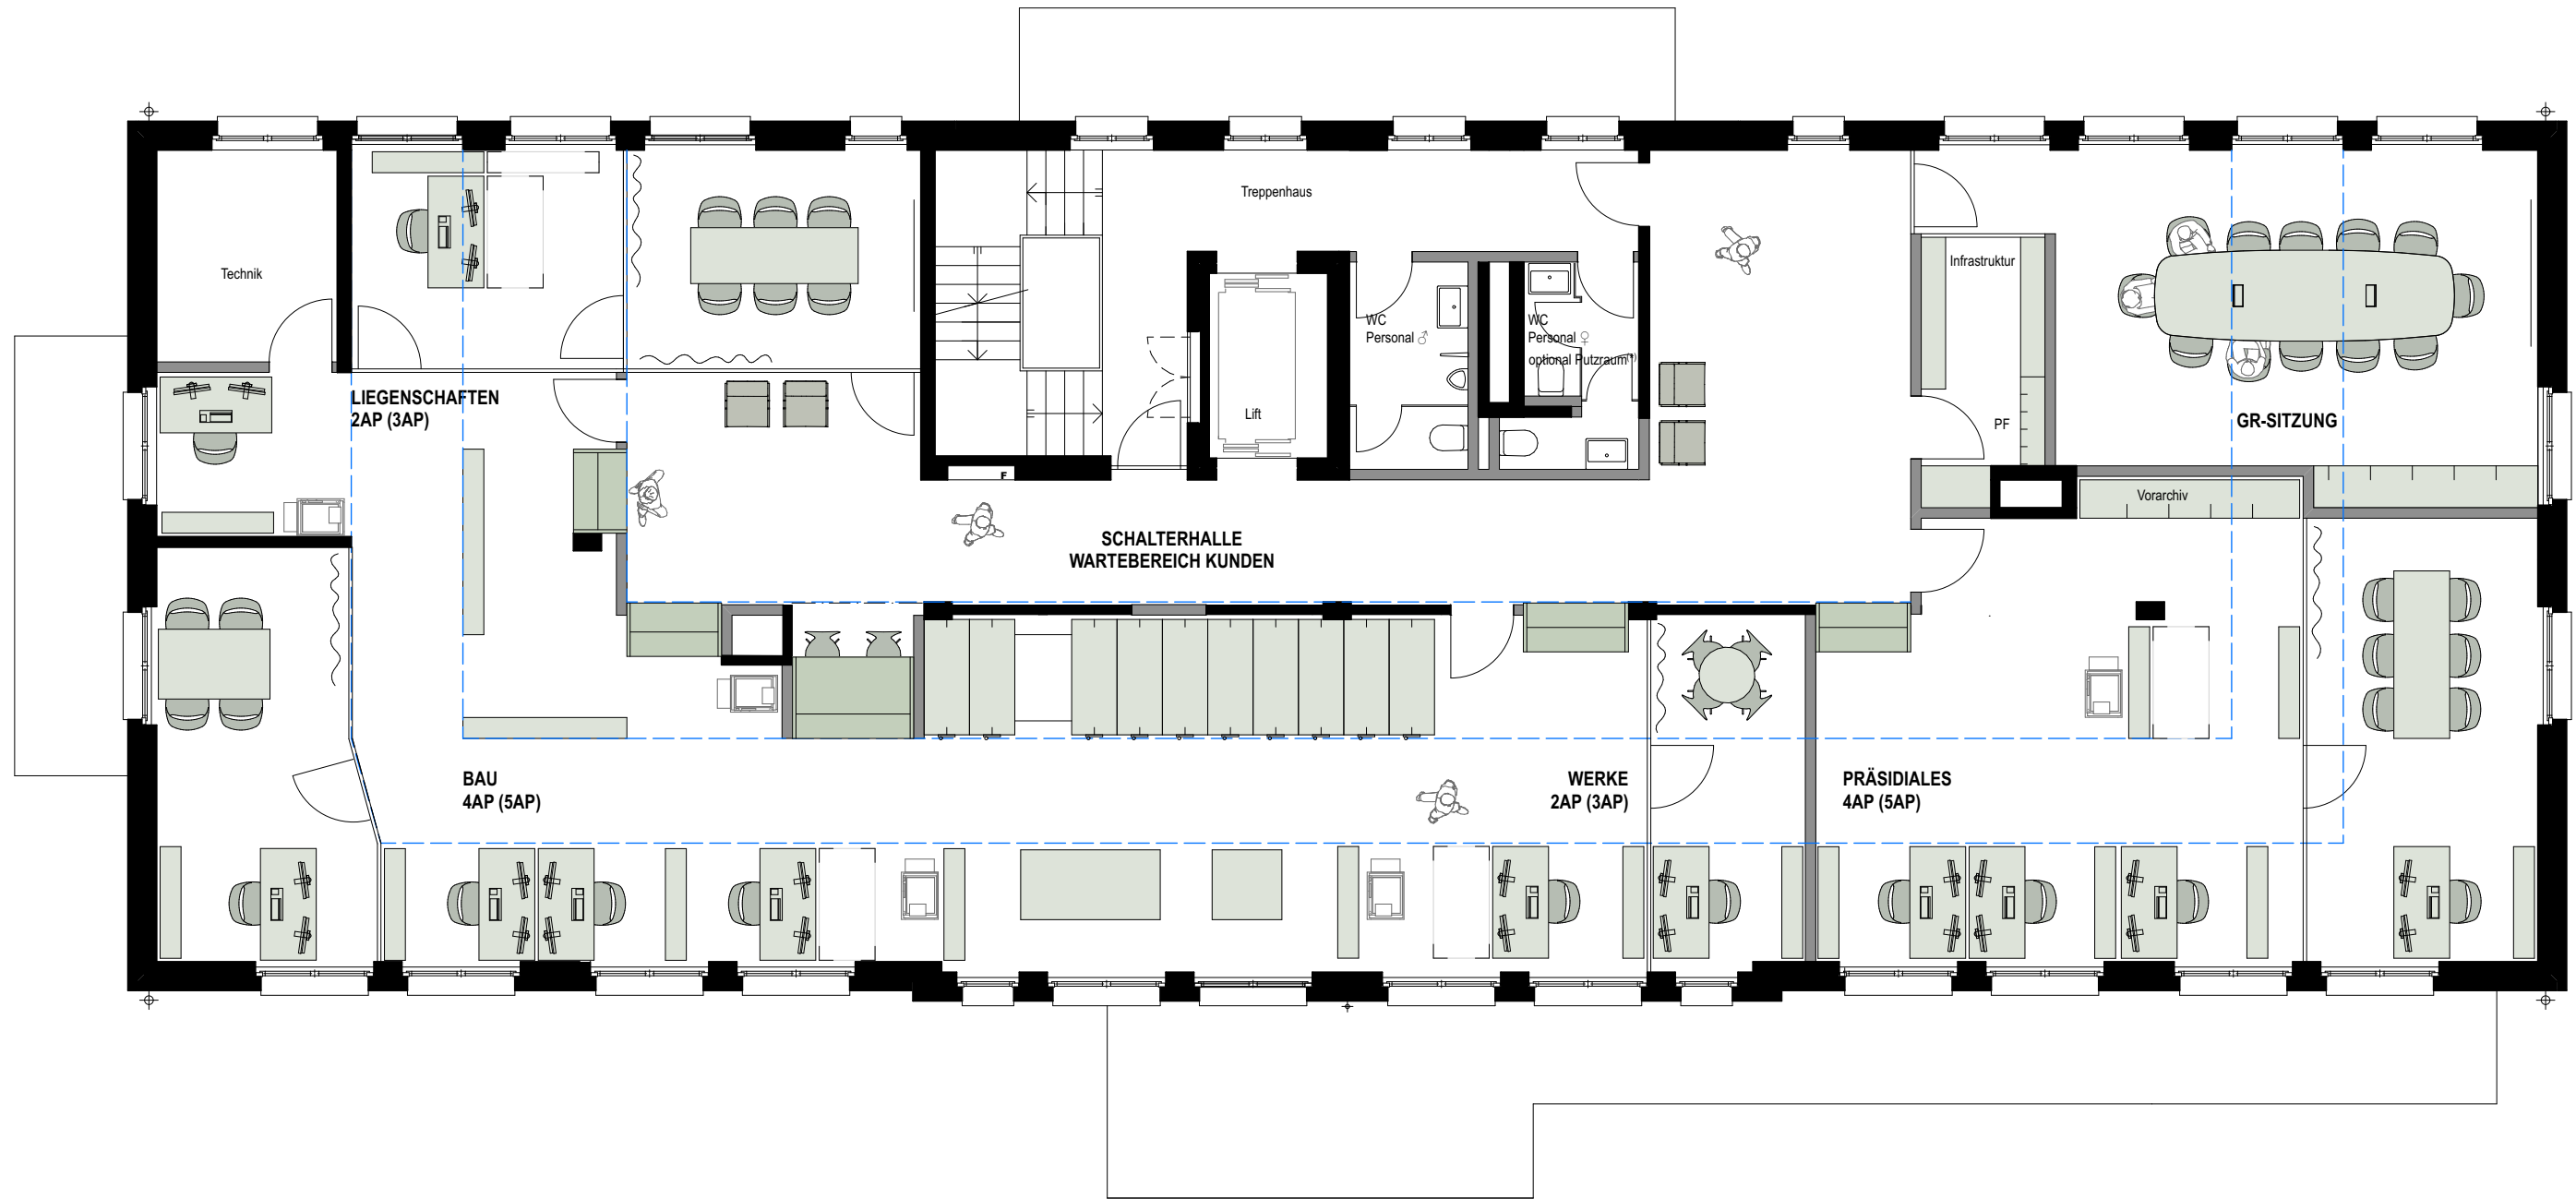 Treppenhaus
Technik
Infrastruktur
WC
Personal ♂
WC
Personal ♀
optional Putzraum(*)
LIEGENSCHAFTEN
2AP (3AP)
Lift
PF
GR-SITZUNG
F
Vorarchiv
SCHALTERHALLE
WARTEBEREICH KUNDEN
BAU
4AP (5AP)
WERKE
2AP (3AP)
PRÄSIDIALES
4AP (5AP)